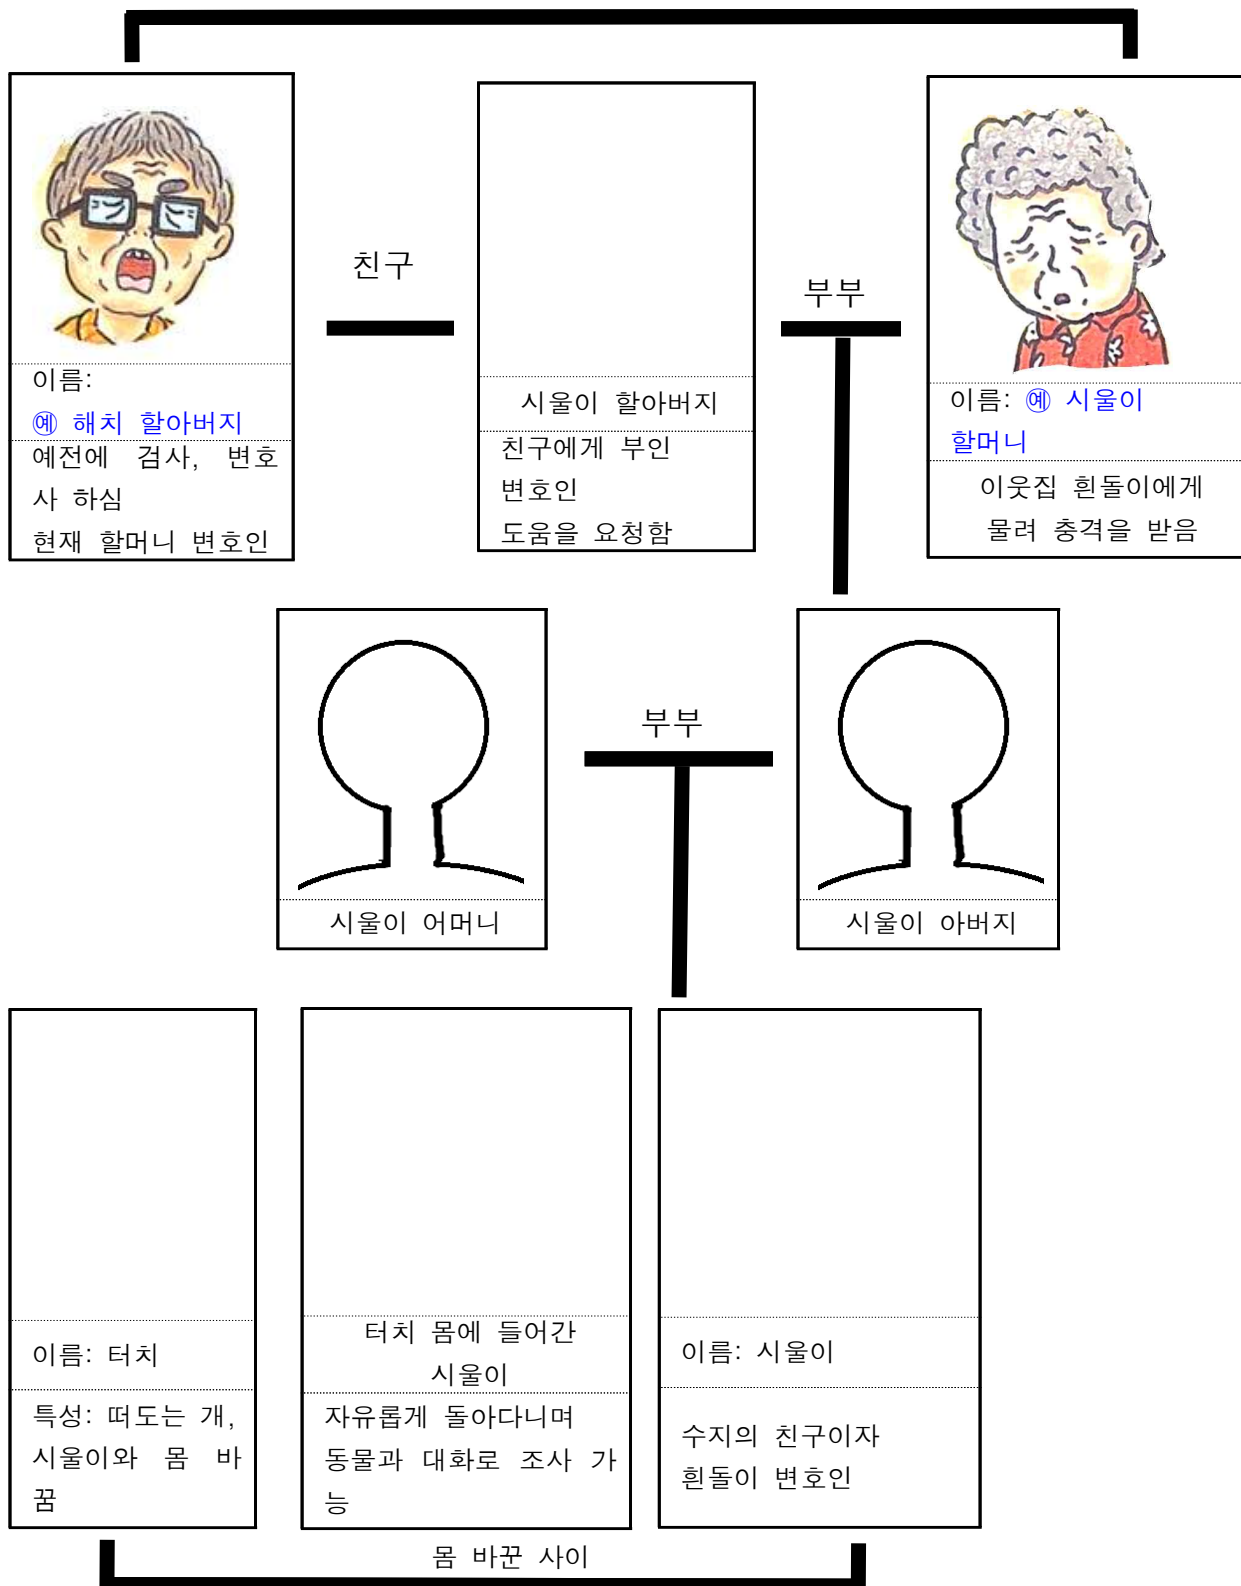 친구
부부
이름:
㉠ 해치 할아버지
예전에 검사, 변호
사 하심
현재 할머니 변호인
시울이 할아버지
친구에게 부인
변호인
도움을 요청함
이름: ㉠ 시울이
할머니
이웃집 흰돌이에게
물려 충격을 받음
부부
시울이 어머니
시울이 아버지
이름: 터치
특성: 떠도는 개,
시울이와 몸 바
꿈
터치 몸에 들어간
시울이
자유롭게 돌아다니며
동물과 대화로 조사 가
능
이름: 시울이
수지의 친구이자
흰돌이 변호인
몸 바꾼 사이